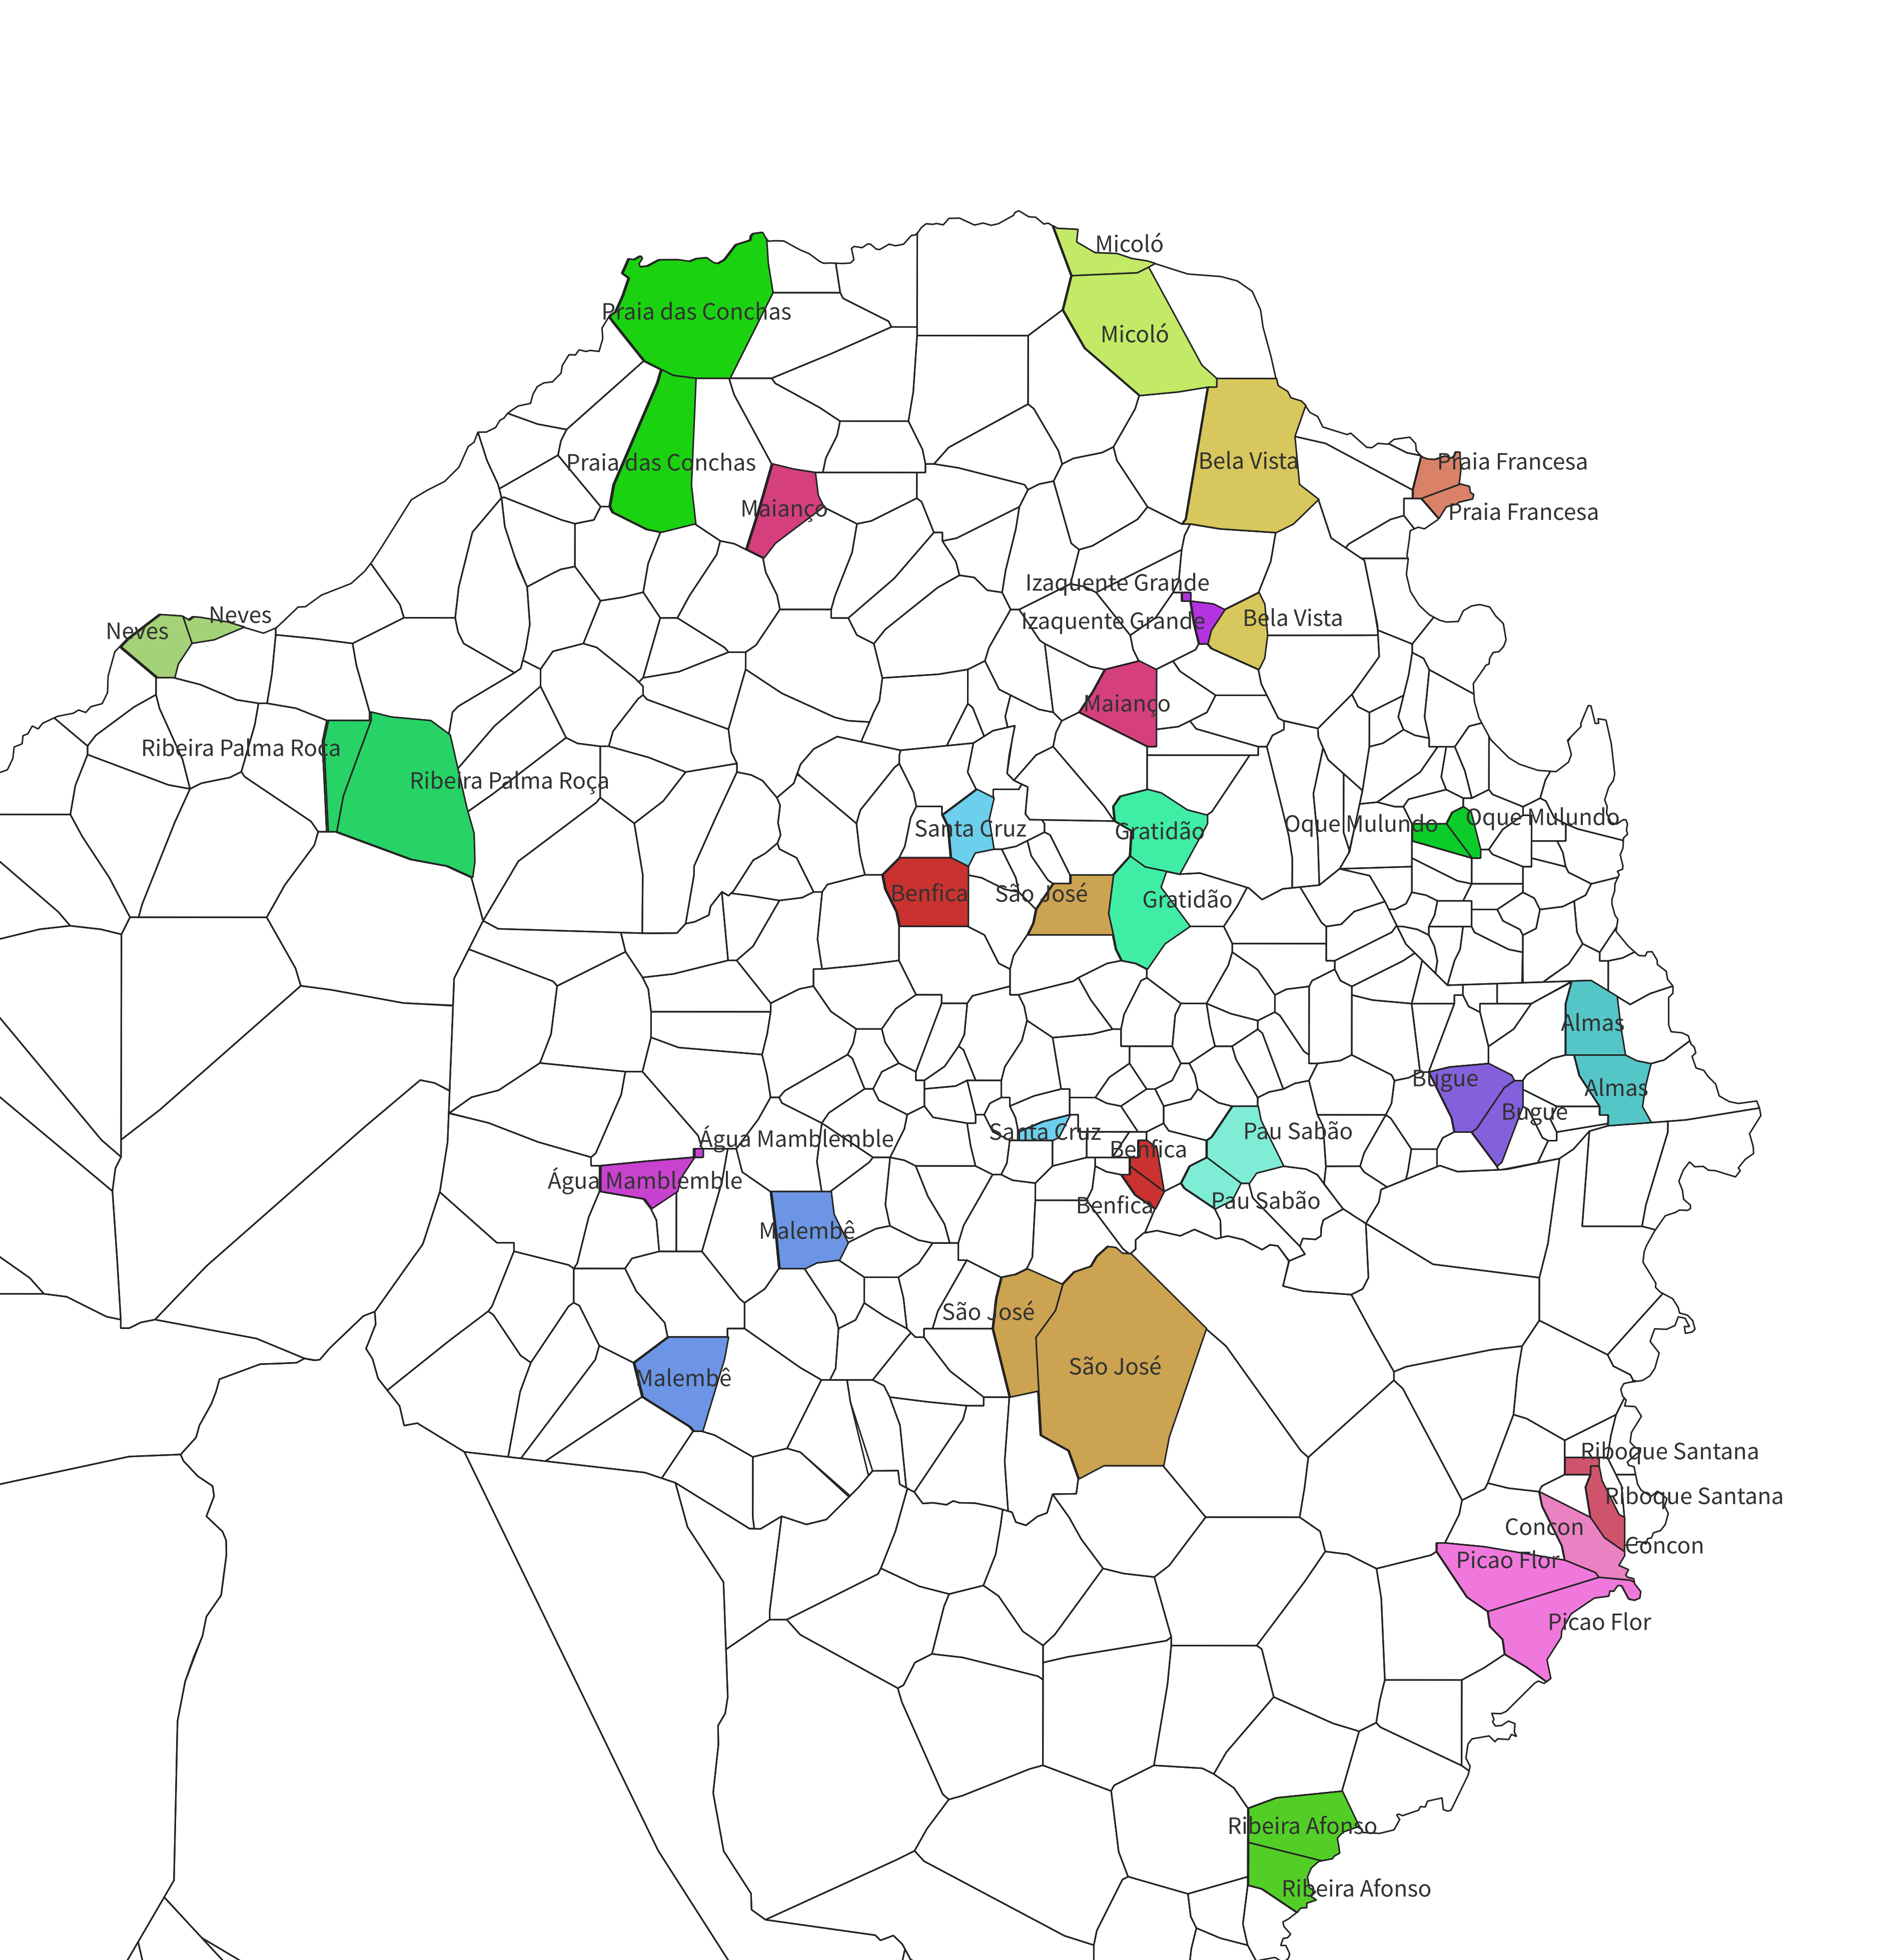 Micoló
Praia das Conchas
Micoló
Praia das Conchas
Bela Vista
Praia Francesa
Maianço
Praia Francesa
Izaquente Grande
Neves
Bela Vista
Izaquente Grande
Neves
Maianço
Ribeira Palma Roça
Ribeira Palma Roça
Oque Mulundo
Oque Mulundo
Santa Cruz
Gratidão
Benfica
São José
Gratidão
Almas
Bugue
Almas
Bugue
Santa Cruz
Pau Sabão
Água Mamblemble
Benfica
Água Mamblemble
Pau Sabão
Benfica
Malembê
São José
São José
Malembê
Riboque Santana
Riboque Santana
Concon
Concon
Picao Flor
Picao Flor
Ribeira Afonso
Ribeira Afonso